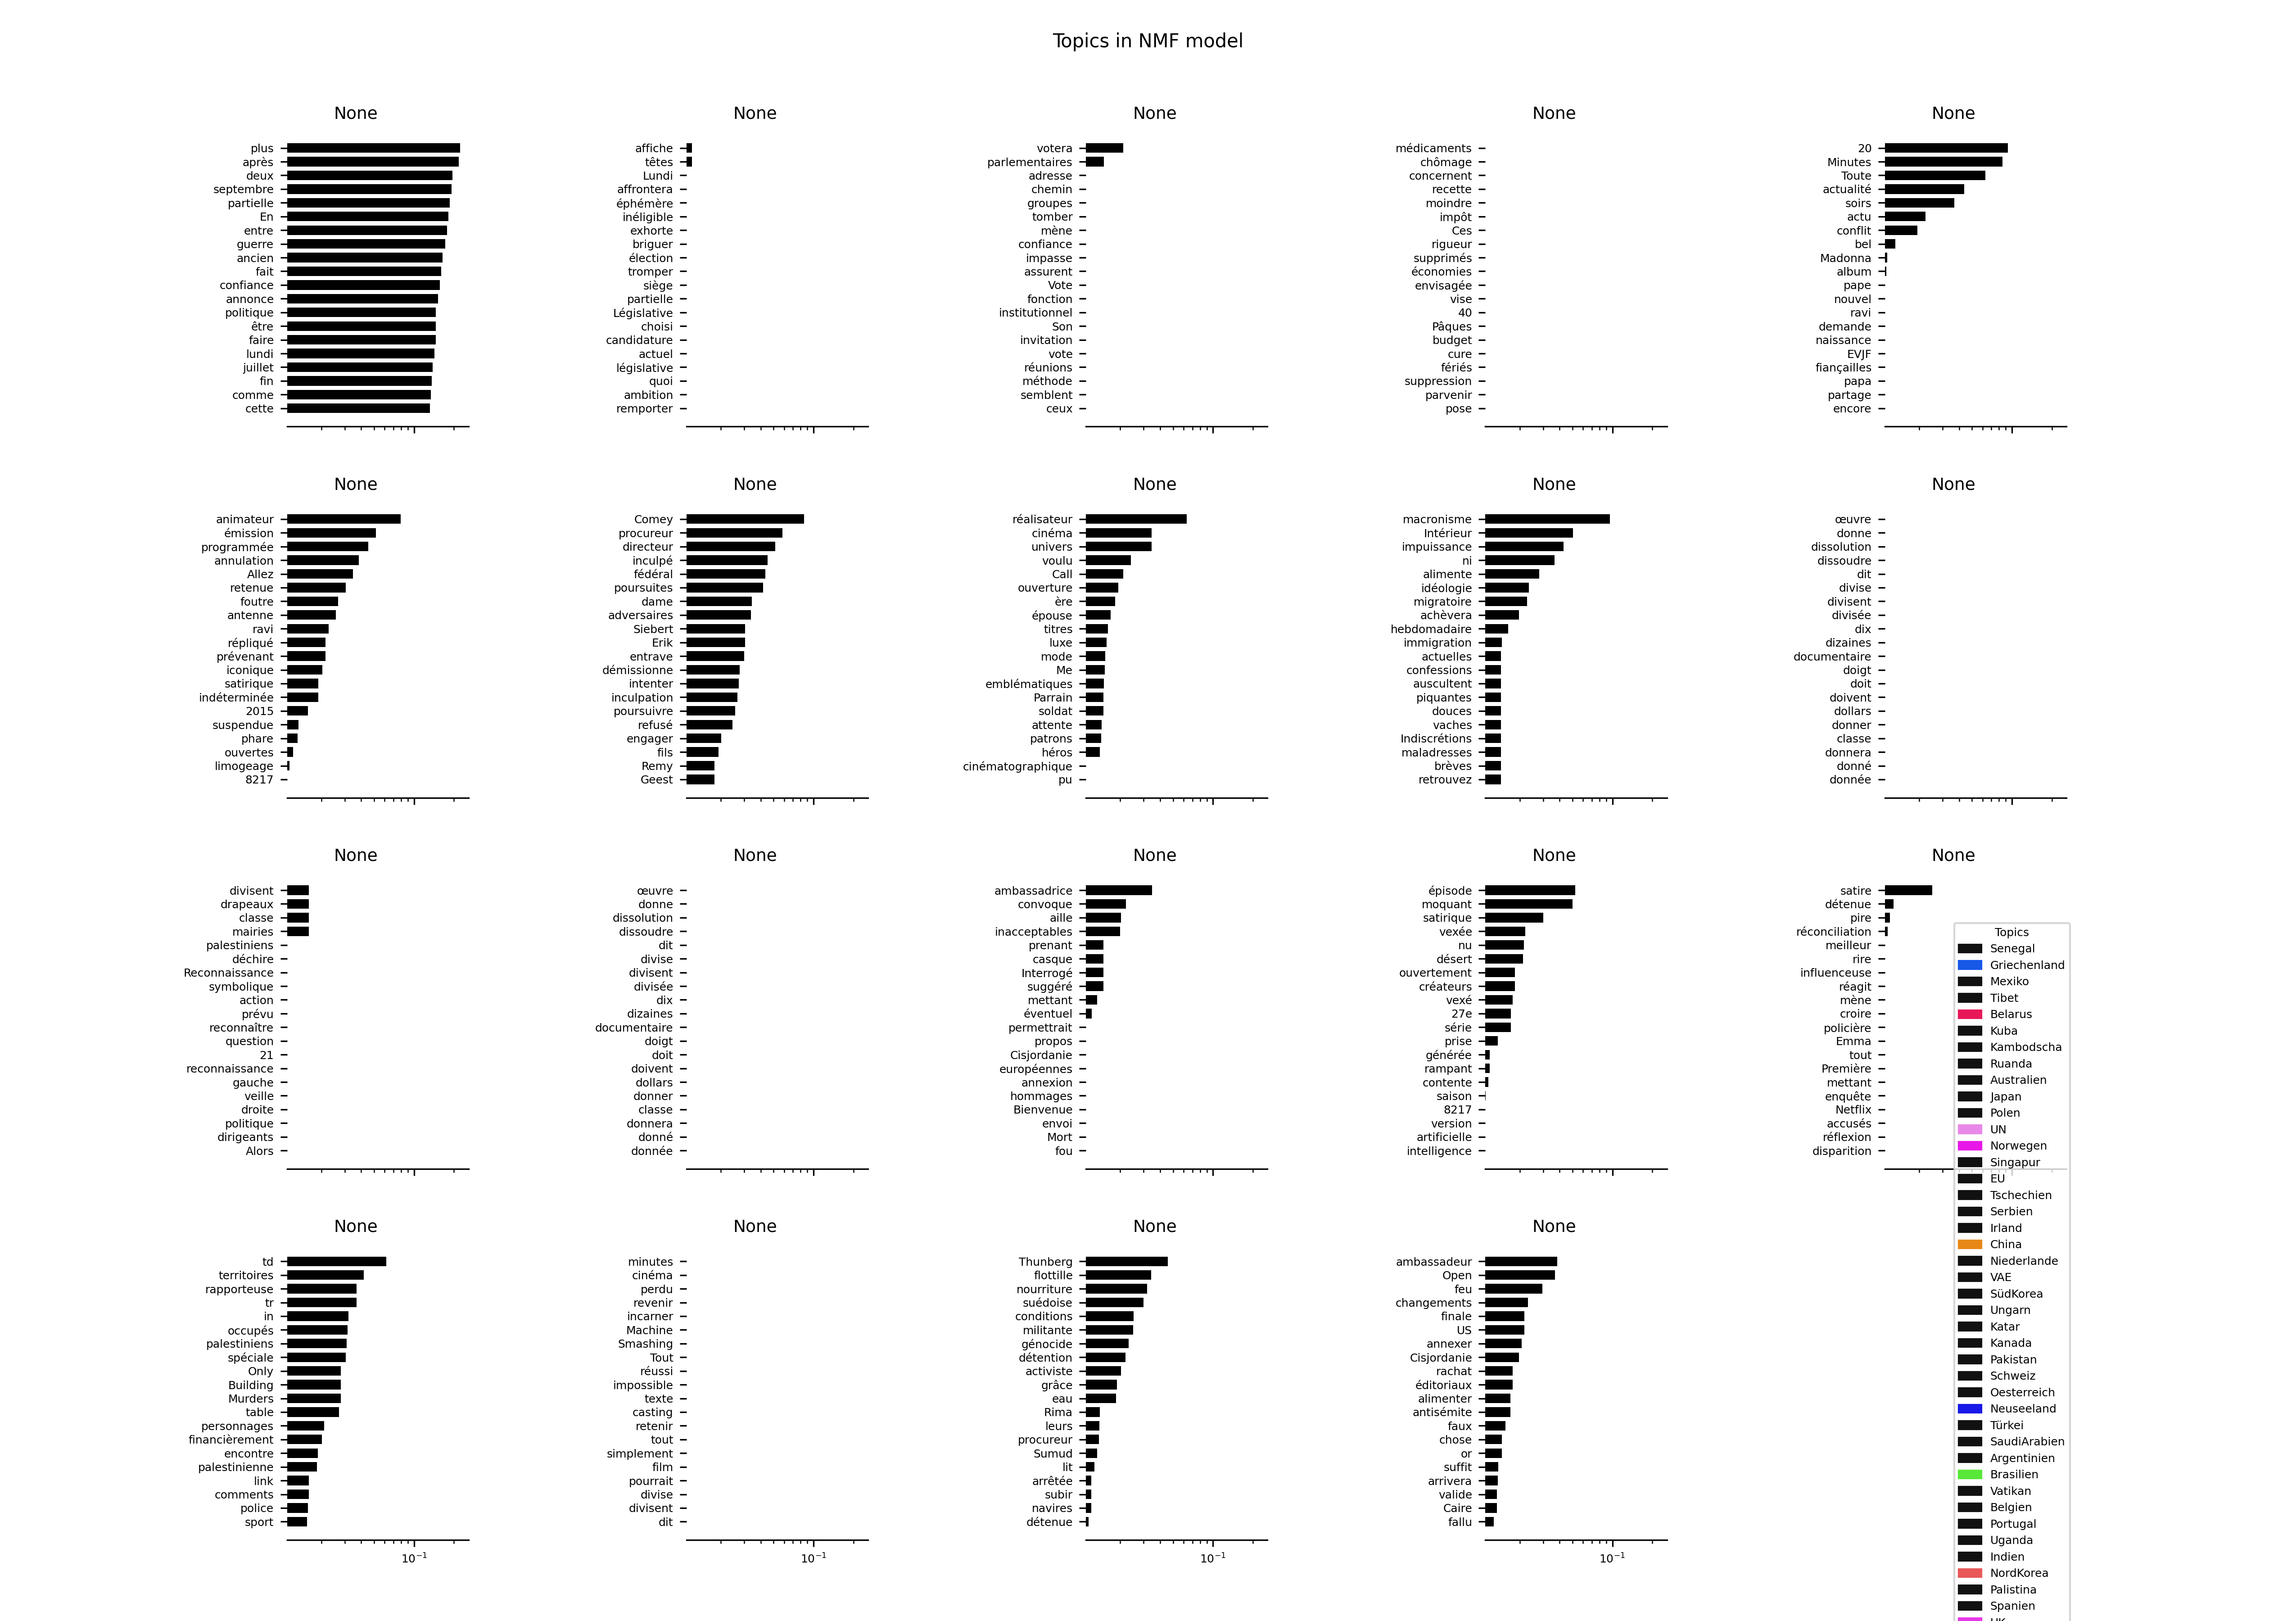 Topics in NMF model
None
plus
après
deux
septembre
partielle
En
entre
guerre
ancien
fait
confiance
annonce
politique
être
faire
lundi
juillet
fin
comme
cette
None
affiche
têtes
Lundi
affrontera
éphémère
inéligible
exhorte
briguer
élection
tromper
siège
partielle
Législative
choisi
candidature
actuel
législative
quoi
ambition
remporter
None
votera
parlementaires
adresse
chemin
groupes
tomber
mène
confiance
impasse
assurent
Vote
fonction
institutionnel
Son
invitation
vote
réunions
méthode
semblent
ceux
None
médicaments
chômage
concernent
recette
moindre
impôt
Ces
rigueur
supprimés
économies
envisagée
vise
40
Pâques
budget
cure
fériés
suppression
parvenir
pose
None
20
Minutes
Toute
actualité
soirs
actu
conflit
bel
Madonna
album
pape
nouvel
ravi
demande
naissance
EVJF
fiançailles
papa
partage
encore
None
animateur
émission
programmée
annulation
Allez
retenue
foutre
antenne
ravi
répliqué
prévenant
iconique
satirique
indéterminée
2015
suspendue
phare
ouvertes
limogeage
8217
None
Comey
procureur
directeur
inculpé
fédéral
poursuites
dame
adversaires
Siebert
Erik
entrave
démissionne
intenter
inculpation
poursuivre
refusé
engager
fils
Remy
Geest
None
réalisateur
cinéma
univers
voulu
Call
ouverture
ère
épouse
titres
luxe
mode
Me
emblématiques
Parrain
soldat
attente
patrons
héros
cinématographique
pu
None
macronisme
Intérieur
impuissance
ni
alimente
idéologie
migratoire
achèvera
hebdomadaire
immigration
actuelles
confessions
auscultent
piquantes
douces
vaches
Indiscrétions
maladresses
brèves
retrouvez
None
œuvre
donne
dissolution
dissoudre
dit
divise
divisent
divisée
dix
dizaines
documentaire
doigt
doit
doivent
dollars
donner
classe
donnera
donné
donnée
None
divisent
drapeaux
classe
mairies
palestiniens
déchire
Reconnaissance
symbolique
action
prévu
reconnaître
question
21
reconnaissance
gauche
veille
droite
politique
dirigeants
Alors
None
œuvre
donne
dissolution
dissoudre
dit
divise
divisent
divisée
dix
dizaines
documentaire
doigt
doit
doivent
dollars
donner
classe
donnera
donné
donnée
None
ambassadrice
convoque
aille
inacceptables
prenant
casque
Interrogé
suggéré
mettant
éventuel
permettrait
propos
Cisjordanie
européennes
annexion
hommages
Bienvenue
envoi
Mort
fou
None
épisode
moquant
satirique
vexée
nu
désert
ouvertement
créateurs
vexé
27e
série
prise
générée
rampant
contente
saison
8217
version
artificielle
intelligence
None
satire
détenue
pire
réconciliation
meilleur
rire
influenceuse
réagit
mène
croire
policière
Emma
tout
Première
mettant
enquête
Netflix
accusés
réflexion
disparition
None
td
territoires
rapporteuse
tr
in
occupés
palestiniens
spéciale
Only
Building
Murders
table
personnages
financièrement
encontre
palestinienne
link
comments
police
sport
10⁻¹
None
minutes
cinéma
perdu
revenir
incarner
Machine
Smashing
Tout
réussi
impossible
texte
casting
retenir
tout
simplement
film
pourrait
divise
divisent
dit
10⁻¹
None
Thunberg
flottille
nourriture
suédoise
conditions
militante
génocide
détention
activiste
grâce
eau
Rima
leurs
procureur
Sumud
lit
arrêtée
subir
navires
détenue
10⁻¹
None
ambassadeur
Open
feu
changements
finale
US
annexer
Cisjordanie
rachat
éditoriaux
alimenter
antisémite
faux
chose
or
suffit
arrivera
valide
Caire
fallu
10⁻¹
Topics
Senegal
Griechenland
Mexiko
Tibet
Belarus
Kuba
Kambodscha
Ruanda
Australien
Japan
Polen
UN
Norwegen
Singapur
EU
Tschechien
Serbien
Irland
China
Niederlande
VAE
SüdKorea
Ungarn
Katar
Kanada
Pakistan
Schweiz
Oesterreich
Neuseeland
Türkei
SaudiArabien
Argentinien
Brasilien
Vatikan
Belgien
Portugal
Uganda
Indien
NordKorea
Palistina
Spanien